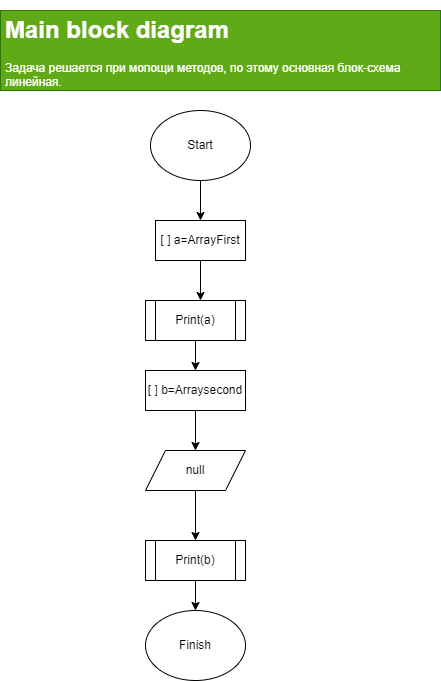 Main block diagram
Задача решается при мопощи методов, по этому основная блок-схема
линейная.
Start
[ ] a=ArrayFirst
Print(a)
[ ] b=Arraysecond
null
Print(b)
Finish